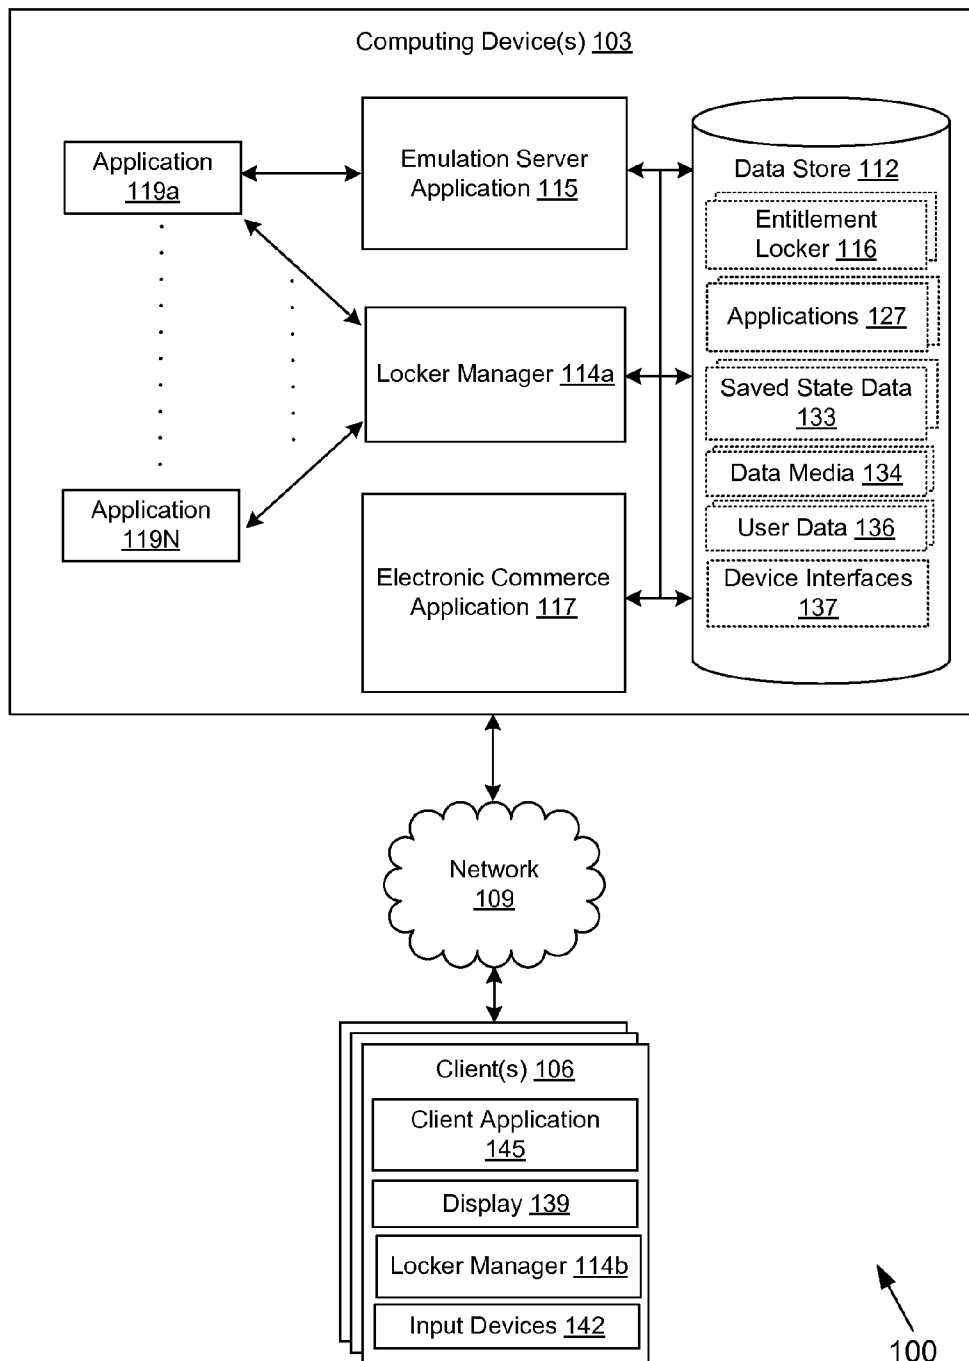 Computing Device(s) 103
Application
119a
Emulation Server
Application 115
Data Store 112
Entitlement
Locker 116
Applications 127
Locker Manager 114a
Saved State Data
133
Data Media 134
Application
119N
User Data 136
Electronic Commerce
Application 117
Device Interfaces
137
Network
109
Client(s) 106
Client Application
145
Display 139
Locker Manager 114b
Input Devices 142
100